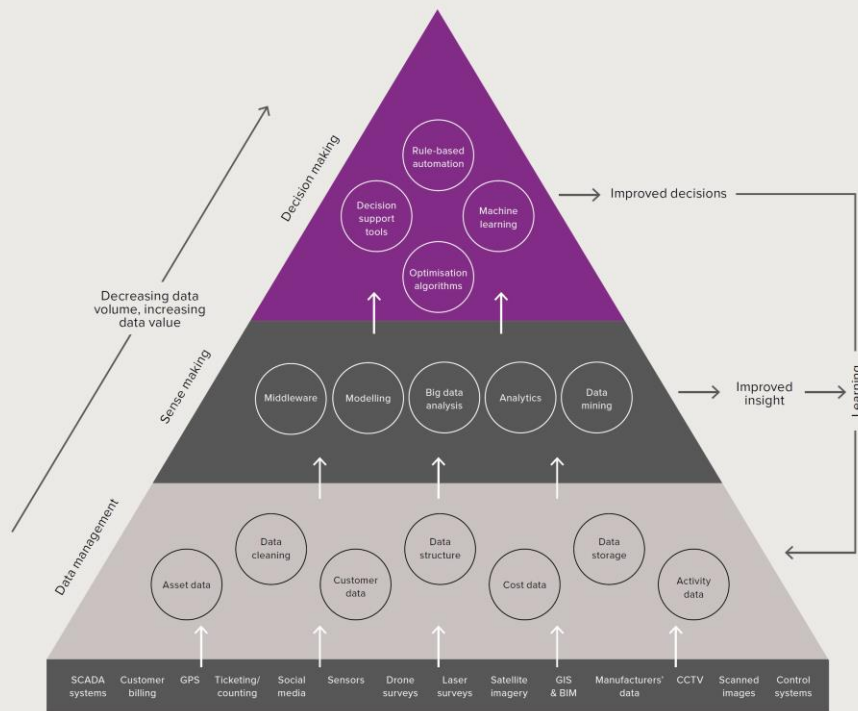 Rule-based
automation
Decision
support
tools
Machine
learning
Optimisation
algorithms
Decision making
Improved decisions
Decreasing data
volume, increasing
data value
Sense making
Middleware
Modelling
Big data
analysis
Analytics
Data
mining
Improved
insight
Learning
Data management
Asset data
Data
cleaning
Customer
data
Data
structure
Cost data
Data
storage
Activity
data
SCADA
systems
Customer
billing
GPS
Ticketing/
counting
Social
media
Sensors
Drone
surveys
Laser
surveys
Satellite
imagery
GIS
& BIM
Manufacturers'
data
CCTV
Scanned
images
Control
systems